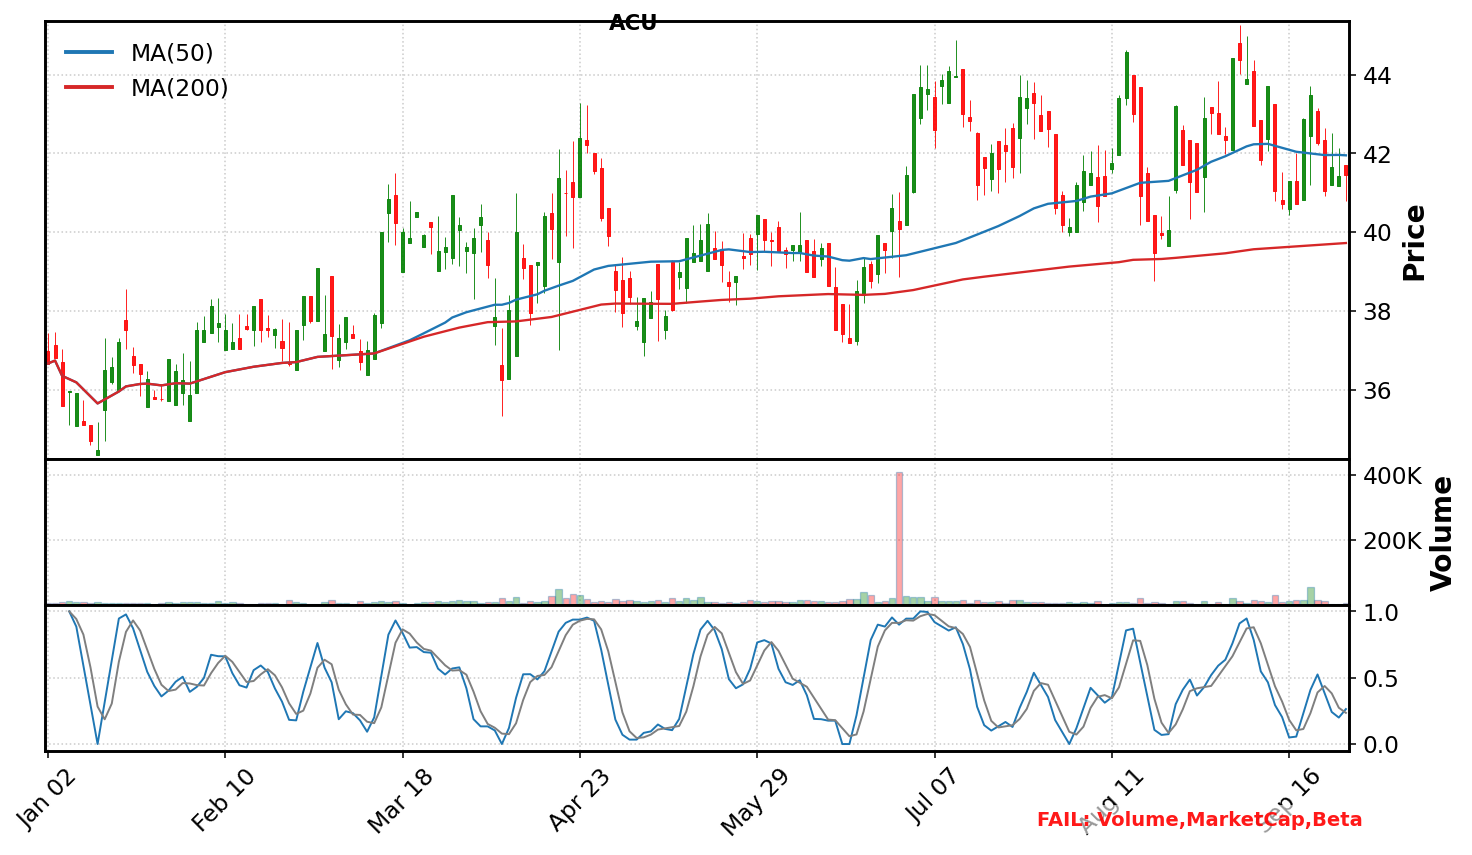 ACU
MA(50)
MA(200)
44
42
40
38
36
Price
400K
200K
Volume
1.0
0.5
0.0
Jan 02
Feb 10
Mar 18
Apr 23
May 29
Jul 07
Aug 11
Sep 16
FAIL: Volume,MarketCap,Beta